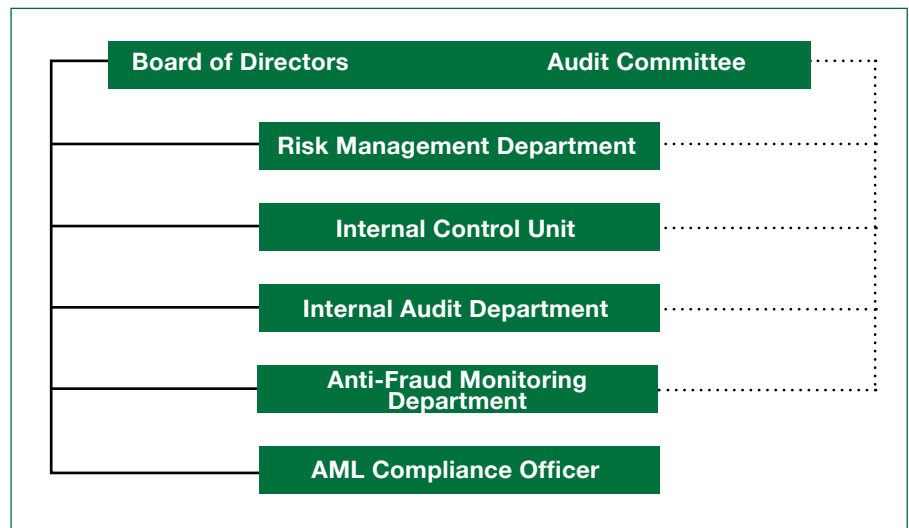 Board of Directors Audit Committee
Risk Management Department
Internal Control Unit
Internal Audit Department
Anti-Fraud Monitoring
Department
AML Compliance Officer